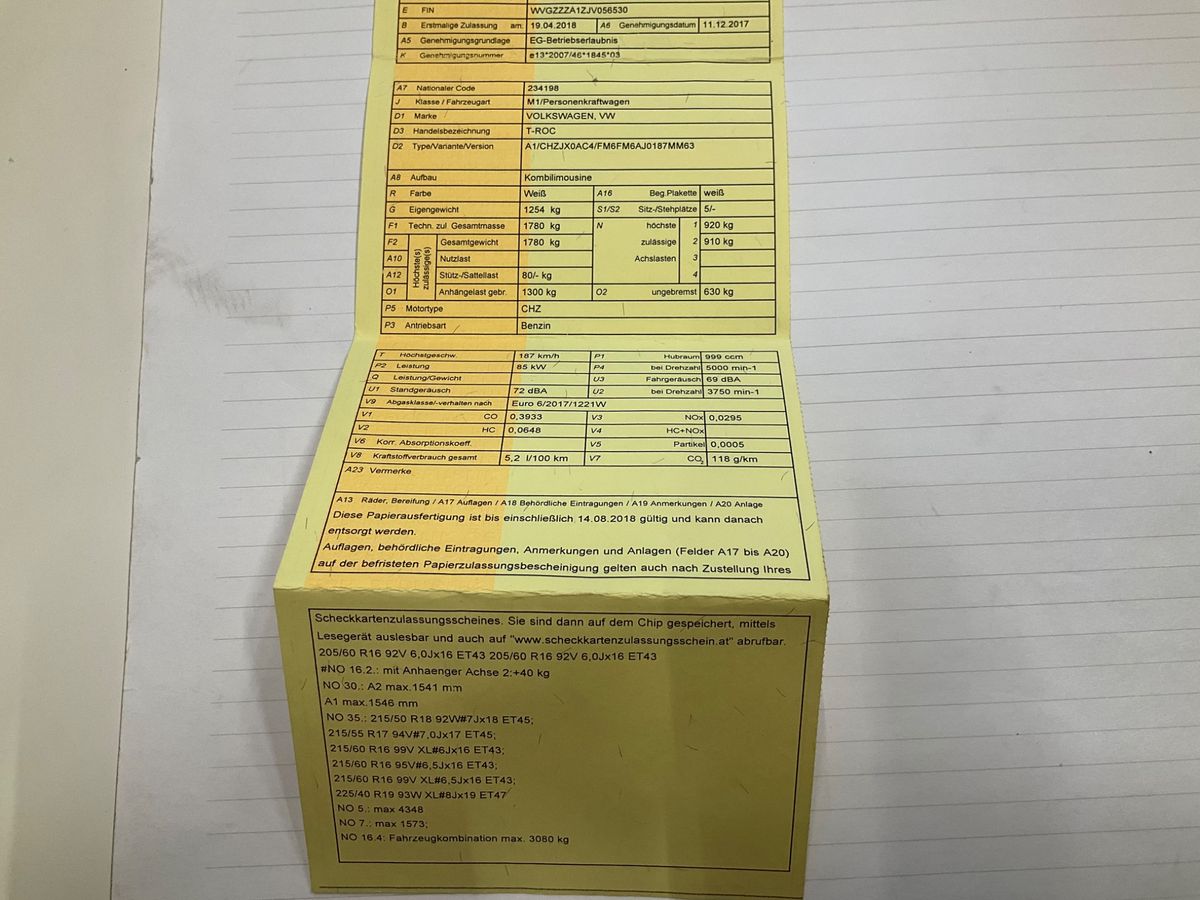 E FIN WVGZZZA1ZJV056530
B Erstmalige Zulassung am: 19.04.2018 A6 Genehmigungsdatum 11.12.2017
A5 Genehmigungsgrundlage EG-Betriebserlaubnis
K Genehmigungsnummer e13*2007/46*1845*03
A7 Nationaler Code 234198
J Klasse / Fahrzeugart M1/Personenkraftwagen
D1 Marke VOLKSWAGEN, VW
D3 Handelsbezeichnung T-ROC
D2 Type/Variante/Version A1/CHZJX0AC4/FM6FM6AJ0187MM63
A8 Aufbau Kombilimousine
R Farbe Weiß A16 Beg.Plakette weiß
G Eigengewicht 1254 kg S1/S2 Sitz-/Stehplätze 5/-
F1 Techn. zul Gesamtmasse 1780 kg N höchste 1 920 kg
F2 Höchste(s) zulässige(s) Gesamtgewicht 1780 kg zulässige 2 910 kg
A10 Nutzlast Achslasten 3
A12 Stütz-/Sattellast 80/- kg 4
O1 Anhängelast gebr. 1300 kg O2 ungebremst 630 kg
P5 Motortype CHZ
P3 Antriebsart Benzin
T Höchstgeschw. 187 km/h P1 Hubraum 999 ccm
P2 Leistung 85 kW P4 bei Drehzahl 5000 min-1
Q Leistung/Gewicht U3 Fahrgeräusch 69 dBA
U1 Standgeräusch 72 dBA U2 bei Drehzahl 3750 min-1
V9 Abgasklasse/-verhalten nach Euro 6/2017/1221W
V1 CO 0,3933 V3 NOx 0,0295
V2 HC 0,0648 V4 HC+NOx
V6 Korr. Absorptionskoeff. V5 Partikel 0,0005
V8 Kraftstoffverbrauch gesamt 5,2 l/100 km V7 CO2 118 g/km
A23 Vermerke
A13 Räder, Bereifung / A17 Auflagen / A18 Behördliche Eintragungen / A19 Anmerkungen / A20 Anlage
Diese Papierausfertigung ist bis einschließlich 14.08.2018 gültig und kann danach
entsorgt werden.
Auflagen, behördliche Eintragungen, Anmerkungen und Anlagen (Felder A17 bis A20)
auf der befristeten Papierzulassungsbescheinigung gelten auch nach Zustellung Ihres
Scheckkartenzulassungsscheines. Sie sind dann auf dem Chip gespeichert, mittels
Lesegerät auslesbar und auch auf "www.scheckkartenzulassungsschein.at" abrufbar.
205/60 R16 92V 6,0Jx16 ET43 205/60 R16 92V 6,0Jx16 ET43
#NO 16.2.: mit Anhaenger Achse 2:+40 kg
NO 30.: A2 max.1541 mm
A1 max.1546 mm
NO 35.: 215/50 R18 92W#7Jx18 ET45;
215/55 R17 94V#7,0Jx17 ET45;
215/60 R16 99V XL#6Jx16 ET43;
215/60 R16 95V#6,5Jx16 ET43;
215/60 R16 99V XL#6,5Jx16 ET43;
225/40 R19 93W XL#8Jx19 ET47
NO 5.: max 4348
NO 7.: max 1573;
NO 16.4: Fahrzeugkombination max. 3080 kg